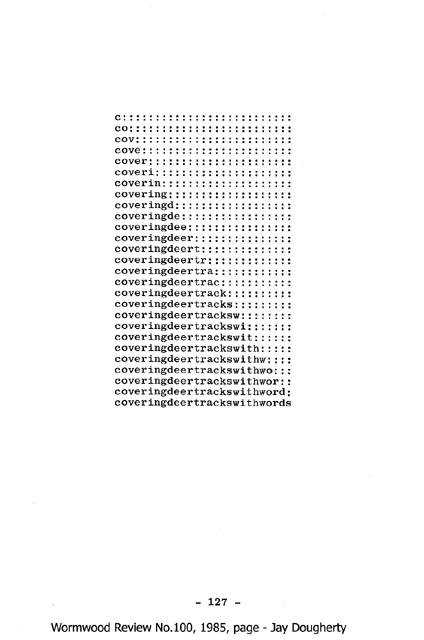 c::::::::::::::::::::::::::
co:::::::::::::::::::::::::
cov::::::::::::::::::::::::
cove:::::::::::::::::::::::
cover::::::::::::::::::::::
coveri:::::::::::::::::::::
coverin::::::::::::::::::::
covering:::::::::::::::::::
coveringd::::::::::::::::::
coveringde:::::::::::::::::
coveringdee::::::::::::::::
coveringdeer:::::::::::::::
coveringdeert::::::::::::::
coveringdeertr:::::::::::::
coveringdeertra::::::::::::
coveringdeertrac:::::::::::
coveringdeertrack::::::::::
coveringdeertracks:::::::::
coveringdeertracksw::::::::
coveringdeertrackswi:::::::
coveringdeertrackswit::::::
coveringdeertrackswith:::::
coveringdeertrackswithw::::
coveringdeertrackswithwo:::
coveringdeertrackswithwor::
coveringdeertrackswithword:
coveringdeertrackswithwords
- 127 -
Wormwood Review No.100, 1985, page - Jay Dougherty